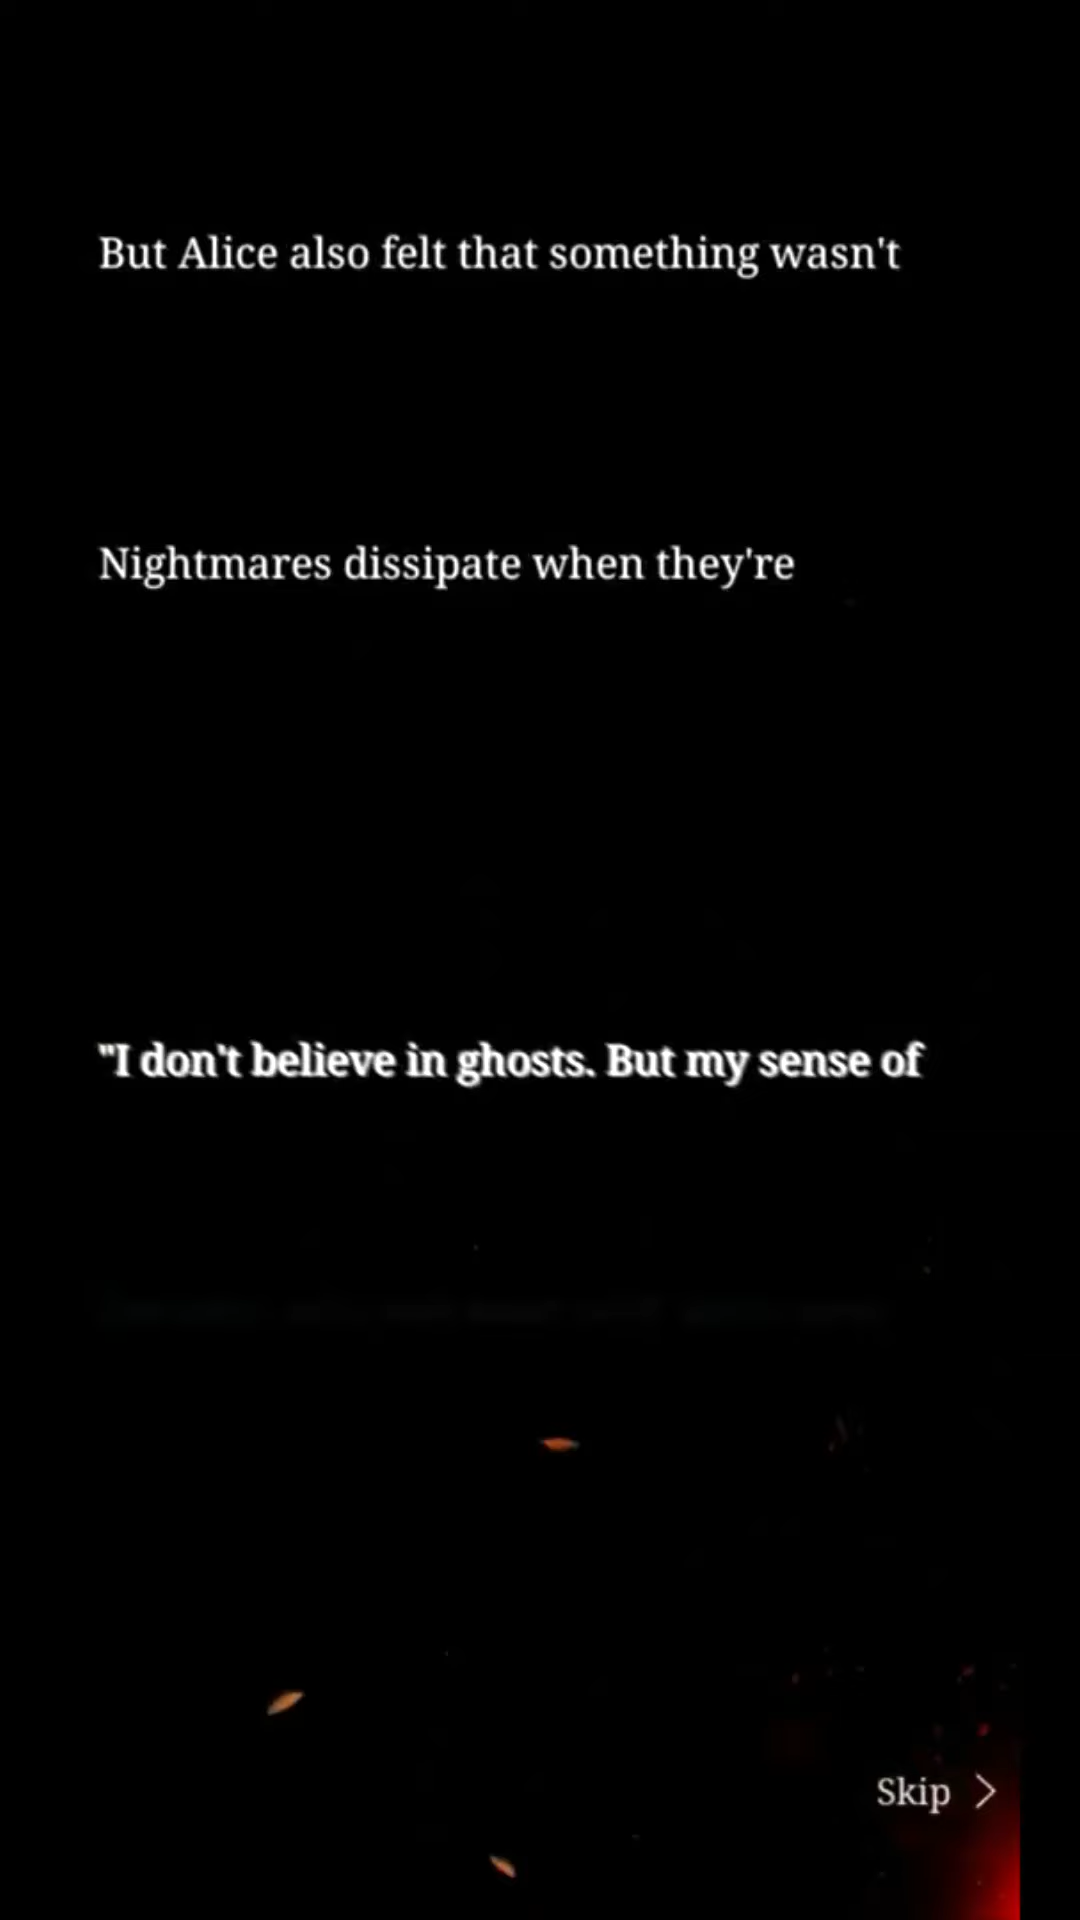 But Alice also felt that something wasn't
Nightmares dissipate when they're
"I don't believe in ghosts. But my sense of
Skip >